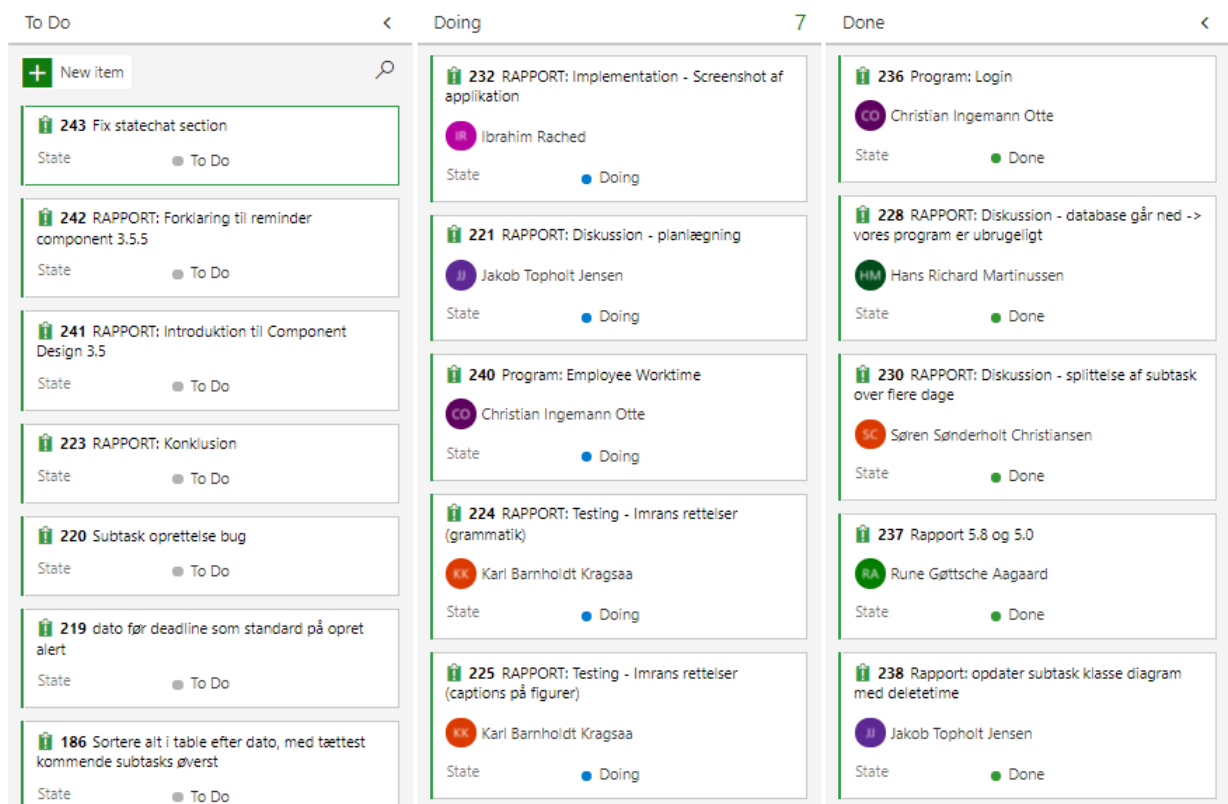 To Do
New item
243 Fix statechat section
State To Do
242 RAPPORT: Forklaring til reminder
component 3.5.5
State To Do
241 RAPPORT: Introduktion til Component
Design 3.5
State To Do
223 RAPPORT: Konklusion
State To Do
220 Subtask oprettelse bug
State To Do
219 dato før deadline som standard på opret
alert
State To Do
186 Sortere alt i table efter dato, med tættest
kommende subtasks øverst
State To Do
Doing 7
232 RAPPORT: Implementation - Screenshot af
applikation
IR Ibrahim Rached
State Doing
221 RAPPORT: Diskussion - planlægning
JJ Jakob Topholt Jensen
State Doing
240 Program: Employee Worktime
CO Christian Ingemann Otte
State Doing
224 RAPPORT: Testing - Imrans rettelser
(grammatik)
KK Karl Barnholdt Kragsaa
State Doing
225 RAPPORT: Testing - Imrans rettelser
(captions på figurer)
KK Karl Barnholdt Kragsaa
State Doing
Done
236 Program: Login
CO Christian Ingemann Otte
State Done
228 RAPPORT: Diskussion - database går ned ->
vores program er ubrugeligt
HM Hans Richard Martinussen
State Done
230 RAPPORT: Diskussion - splittelse af subtask
over flere dage
SC Søren Sønderholt Christiansen
State Done
237 Rapport 5.8 og 5.0
RA Rune Gøttsche Aagaard
State Done
238 Rapport: opdater subtask klasse diagram
med deletetime
JJ Jakob Topholt Jensen
State Done